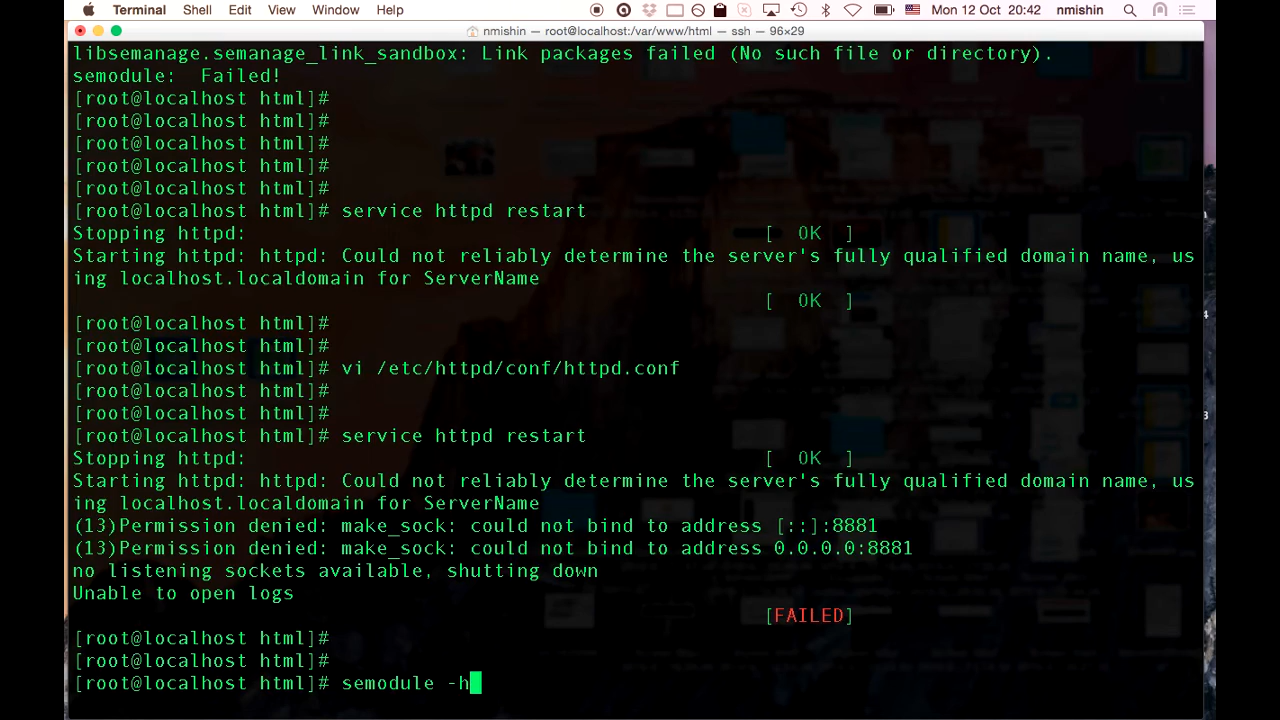 Terminal Shell Edit View Window Help Mon 12 Oct 20:42 nmishin
nmishin — root@localhost:/var/www/html — ssh — 96×29
libsemanage.semanage_link_sandbox: Link packages failed (No such file or directory).
semodule:  Failed!
[root@localhost html]#
[root@localhost html]#
[root@localhost html]#
[root@localhost html]#
[root@localhost html]#
[root@localhost html]# service httpd restart
Stopping httpd: [  OK  ]
Starting httpd: httpd: Could not reliably determine the server's fully qualified domain name, us
ing localhost.localdomain for ServerName
[  OK  ]
[root@localhost html]#
[root@localhost html]#
[root@localhost html]# vi /etc/httpd/conf/httpd.conf
[root@localhost html]#
[root@localhost html]#
[root@localhost html]# service httpd restart
Stopping httpd: [  OK  ]
Starting httpd: httpd: Could not reliably determine the server's fully qualified domain name, us
ing localhost.localdomain for ServerName
(13)Permission denied: make_sock: could not bind to address [::]:8881
(13)Permission denied: make_sock: could not bind to address 0.0.0.0:8881
no listening sockets available, shutting down
Unable to open logs
[FAILED]
[root@localhost html]#
[root@localhost html]#
[root@localhost html]# semodule -h